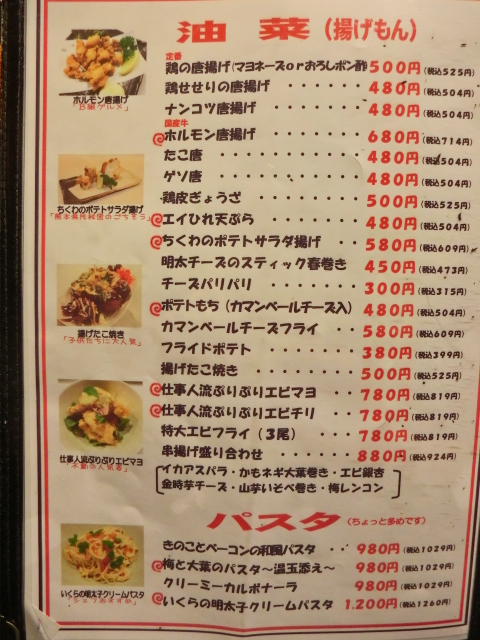 油菜(揚げもん)
定番
鶏の唐揚げ(マヨネーズorおろしポン酢) 500円(税込525円)
鶏せせりの唐揚げ ・・・・・ 480円(税込504円)
ナンコツ唐揚げ ・・・・・・ 480円(税込504円)
国産牛
ホルモン唐揚げ ・・・・・・ 680円(税込714円)
たこ唐 ・・・・・・・・・ 480円(税込504円)
ゲソ唐 ・・・・・・・・・ 480円(税込504円)
鶏皮ぎょうざ ・・・・・・・ 500円(税込525円)
エイひれ天ぷら ・・・・・・ 480円(税込504円)
ちくわのポテトサラダ揚げ ・・ 580円(税込609円)
明太チーズのスティック春巻き 450円(税込473円)
チーズパリパリ ・・・・・・ 300円(税込315円)
ポテトもち(カマンベールチーズ入) 480円(税込504円)
カマンベールチーズフライ ・・ 580円(税込609円)
フライドポテト ・・・・・・ 380円(税込399円)
揚げたこ焼き ・・・・・・・ 500円(税込525円)
仕事人流ぷりぷりエビマヨ ・・・ 780円(税込819円)
仕事人流ぷりぷりエビチリ ・・・ 780円(税込819円)
特大エビフライ(3尾) ・・・ 780円(税込819円)
串揚げ盛り合わせ ・・・・・ 880円(税込924円)
イカアスパラ・かもネギ大葉巻き・エビ銀杏
金時芋チーズ・山芋いそべ巻き・梅レンコン
パスタ(ちょっと多めです)
きのことベーコンの和風パスタ ・・ 980円(税込1029円)
梅と大葉のパスタ〜温玉添え〜 ・・ 980円(税込1029円)
クリーミーカルボナーラ 980円(税込1029円)
いくらの明太子クリームパスタ 1.200円(税込1260円)
ホルモン唐揚げ
「B級グルメ」
ちくわのポテトサラダ揚げ
揚げたこ焼き
「子供たちに大人気」
仕事人流ぷりぷりエビマヨ
「不動の人気者」
いくらの明太子クリームパスタ